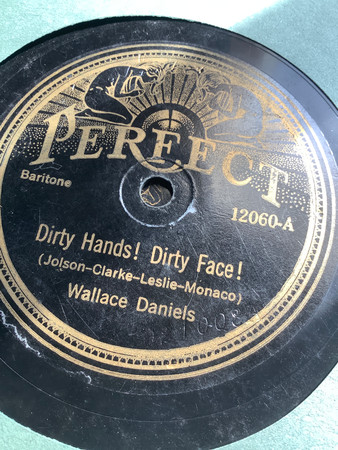 PERFECT
Baritone
12060-A
Dirty Hands! Dirty Face!
(Jolson-Clarke-Leslie-Monaco)
Wallace Daniels